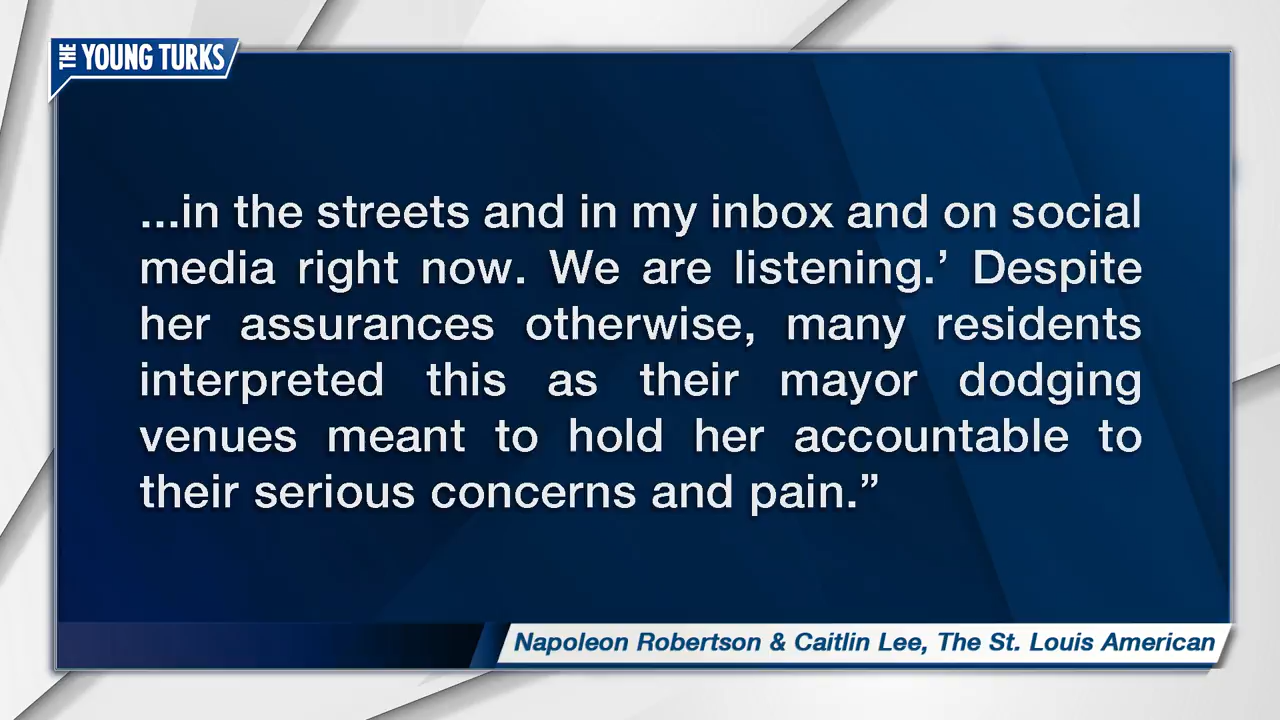 THE YOUNG TURKS
...in the streets and in my inbox and on social
media right now. We are listening.’ Despite
her assurances otherwise, many residents
interpreted this as their mayor dodging
venues meant to hold her accountable to
their serious concerns and pain.”
Napoleon Robertson & Caitlin Lee, The St. Louis American